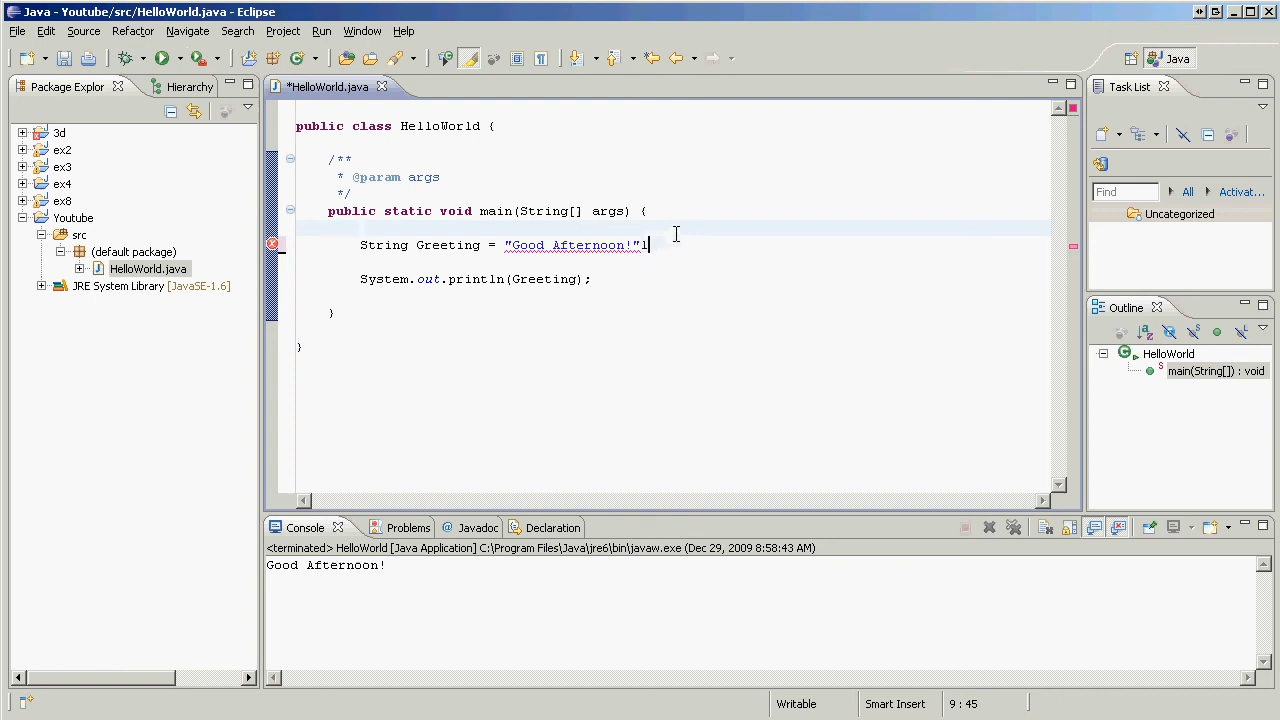 Java - Youtube/src/HelloWorld.java - Eclipse
File Edit Source Refactor Navigate Search Project Run Window Help
Java
Package Explor
Hierarchy
*HelloWorld.java
Task List
3d
ex2
ex3
ex4
ex8
Youtube
src
(default package)
HelloWorld.java
JRE System Library [JavaSE-1.6]
public class HelloWorld {
/**
* @param args
*/
public static void main(String[] args) {
String Greeting = "Good Afternoon!"l
System.out.println(Greeting);
}
}
Find All Activat...
Uncategorized
Outline
HelloWorld
S
main(String[]) : void
Console Problems Javadoc Declaration
<terminated> HelloWorld [Java Application] C:\Program Files\Java\jre6\bin\javaw.exe (Dec 29, 2009 8:58:43 AM)
Good Afternoon!
Writable Smart Insert 9 : 45